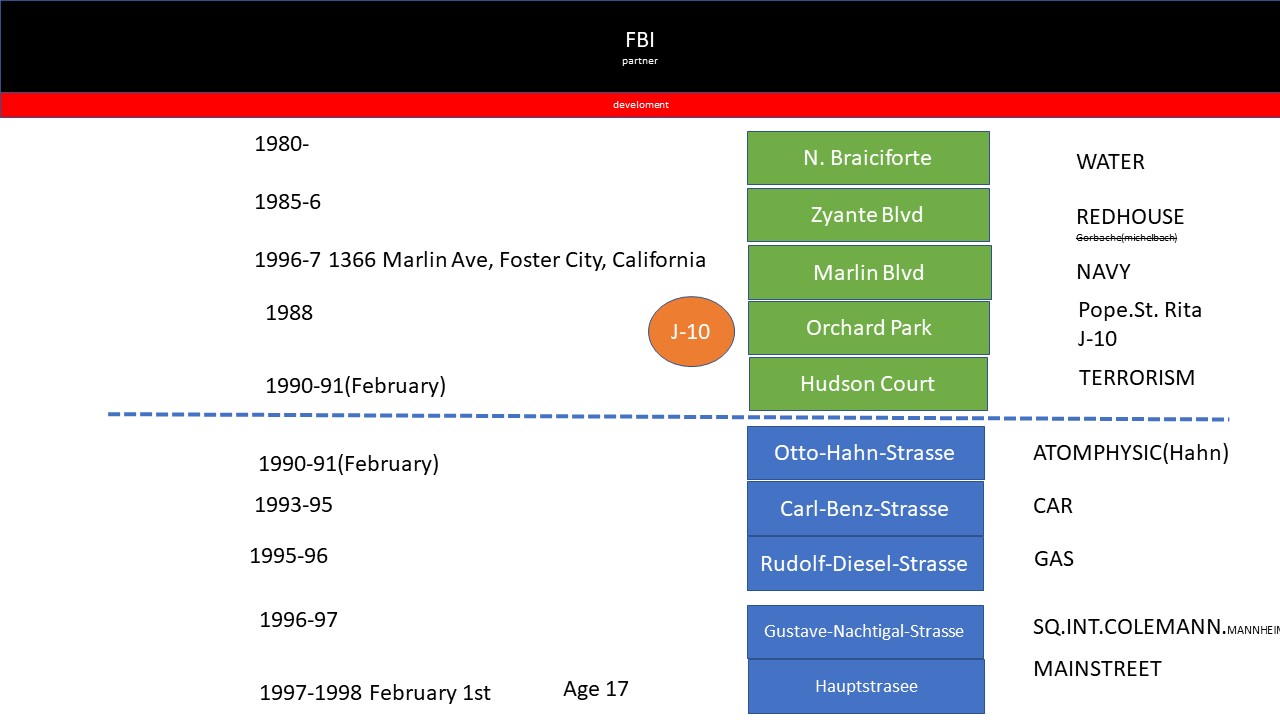 FBI
partner
develoment
1980-
N. Braiciforte
WATER
1985-6
Zyante Blvd
REDHOUSE
Gorbache(michelbach)
1996-7 1366 Marlin Ave, Foster City, California
Marlin Blvd
NAVY
1988
J-10
Orchard Park
Pope.St. Rita
J-10
1990-91(February)
Hudson Court
TERRORISM
1990-91(February)
Otto-Hahn-Strasse
ATOMPHYSIC(Hahn)
1993-95
Carl-Benz-Strasse
CAR
1995-96
Rudolf-Diesel-Strasse
GAS
1996-97
Gustave-Nachtigal-Strasse
SQ.INT.COLEMANN.MANNHEIM
MAINSTREET
1997-1998 February 1st
Age 17
Hauptstrasee